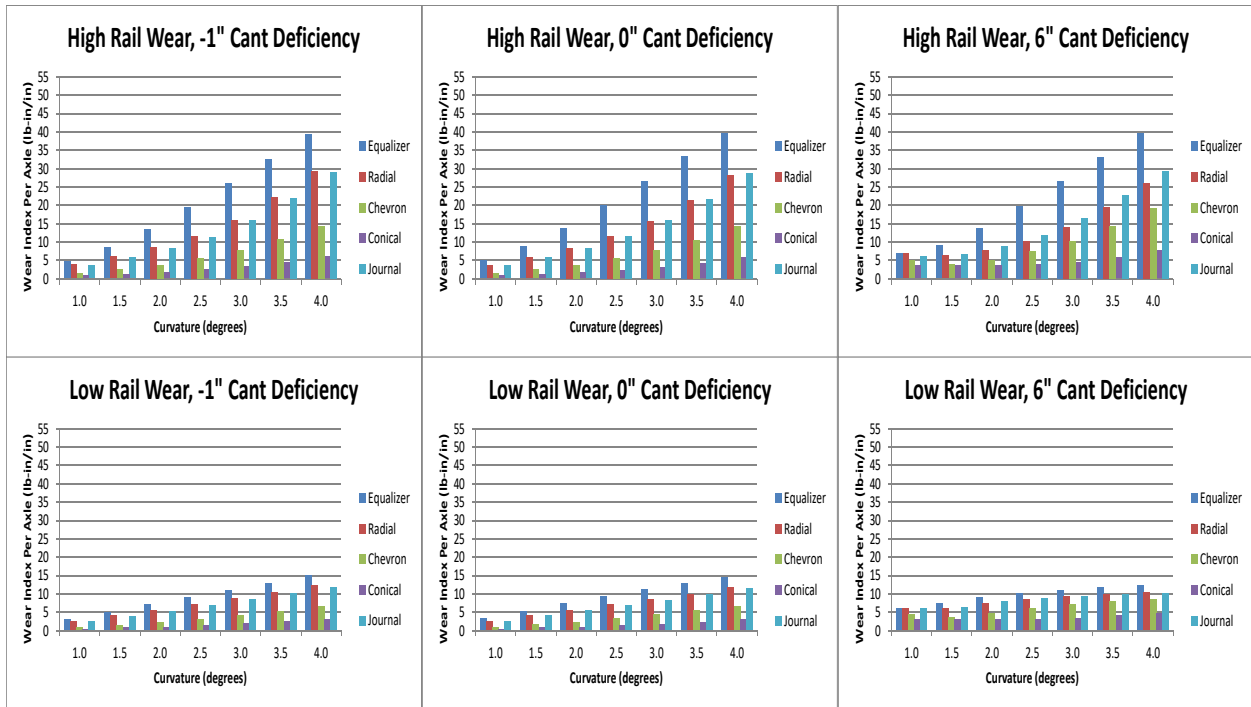 High Rail Wear, -1" Cant Deficiency
Wear Index Per Axle (lb-in/in)
55
50
45
40
35
30
25
20
15
10
5
0
1.0 1.5 2.0 2.5 3.0 3.5 4.0
Curvature (degrees)
Equalizer
Radial
Chevron
Conical
Journal
High Rail Wear, 0" Cant Deficiency
Wear Index Per Axle (lb-in/in)
55
50
45
40
35
30
25
20
15
10
5
0
1.0 1.5 2.0 2.5 3.0 3.5 4.0
Curvature (degrees)
Equalizer
Radial
Chevron
Conical
Journal
High Rail Wear, 6" Cant Deficiency
Wear Index Per Axle (lb-in/in)
55
50
45
40
35
30
25
20
15
10
5
0
1.0 1.5 2.0 2.5 3.0 3.5 4.0
Curvature (degrees)
Equalizer
Radial
Chevron
Conical
Journal
Low Rail Wear, -1" Cant Deficiency
Wear Index Per Axle (lb-in/in)
55
50
45
40
35
30
25
20
15
10
5
0
1.0 1.5 2.0 2.5 3.0 3.5 4.0
Curvature (degrees)
Equalizer
Radial
Chevron
Conical
Journal
Low Rail Wear, 0" Cant Deficiency
Wear Index Per Axle (lb-in/in)
55
50
45
40
35
30
25
20
15
10
5
0
1.0 1.5 2.0 2.5 3.0 3.5 4.0
Curvature (degrees)
Equalizer
Radial
Chevron
Conical
Journal
Low Rail Wear, 6" Cant Deficiency
Wear Index Per Axle (lb-in/in)
55
50
45
40
35
30
25
20
15
10
5
0
1.0 1.5 2.0 2.5 3.0 3.5 4.0
Curvature (degrees)
Equalizer
Radial
Chevron
Conical
Journal